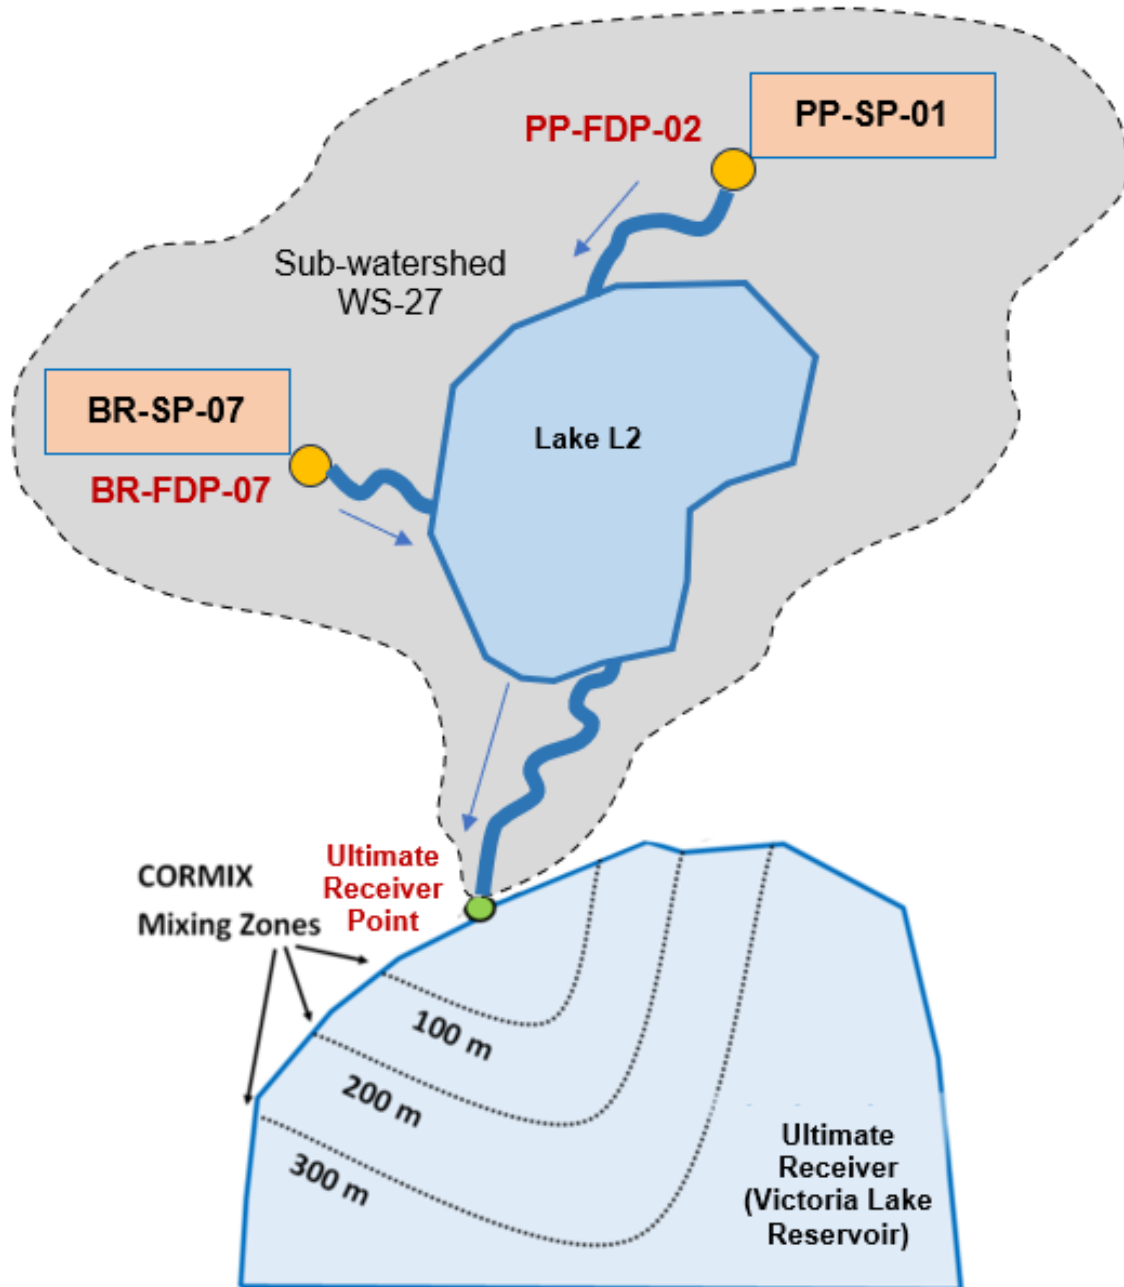 PP-SP-01
PP-FDP-02
Sub-watershed
WS-27
BR-SP-07
Lake L2
BR-FDP-07
Ultimate
Receiver
Point
CORMIX
Mixing Zones
100 m
200 m
300 m
Ultimate
Receiver
(Victoria Lake
Reservoir)